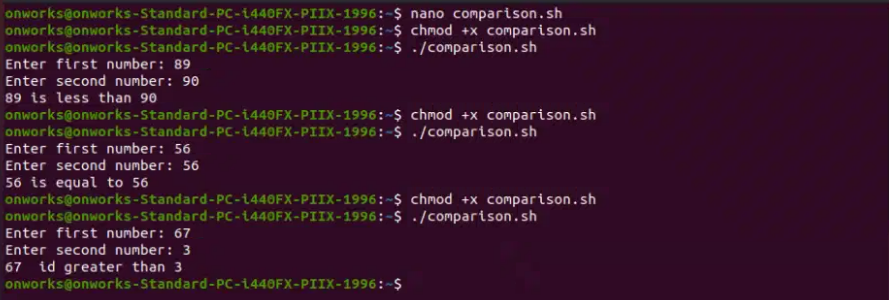 onworks@onworks-Standard-PC-i440FX-PIIX-1996:~$ nano comparison.sh
onworks@onworks-Standard-PC-i440FX-PIIX-1996:~$ chmod +x comparison.sh
onworks@onworks-Standard-PC-i440FX-PIIX-1996:~$ ./comparison.sh
Enter first number: 89
Enter second number: 90
89 is less than 90
onworks@onworks-Standard-PC-i440FX-PIIX-1996:~$ chmod +x comparison.sh
onworks@onworks-Standard-PC-i440FX-PIIX-1996:~$ ./comparison.sh
Enter first number: 56
Enter second number: 56
56 is equal to 56
onworks@onworks-Standard-PC-i440FX-PIIX-1996:~$ chmod +x comparison.sh
onworks@onworks-Standard-PC-i440FX-PIIX-1996:~$ ./comparison.sh
Enter first number: 67
Enter second number: 3
67  id greater than 3
onworks@onworks-Standard-PC-i440FX-PIIX-1996:~$